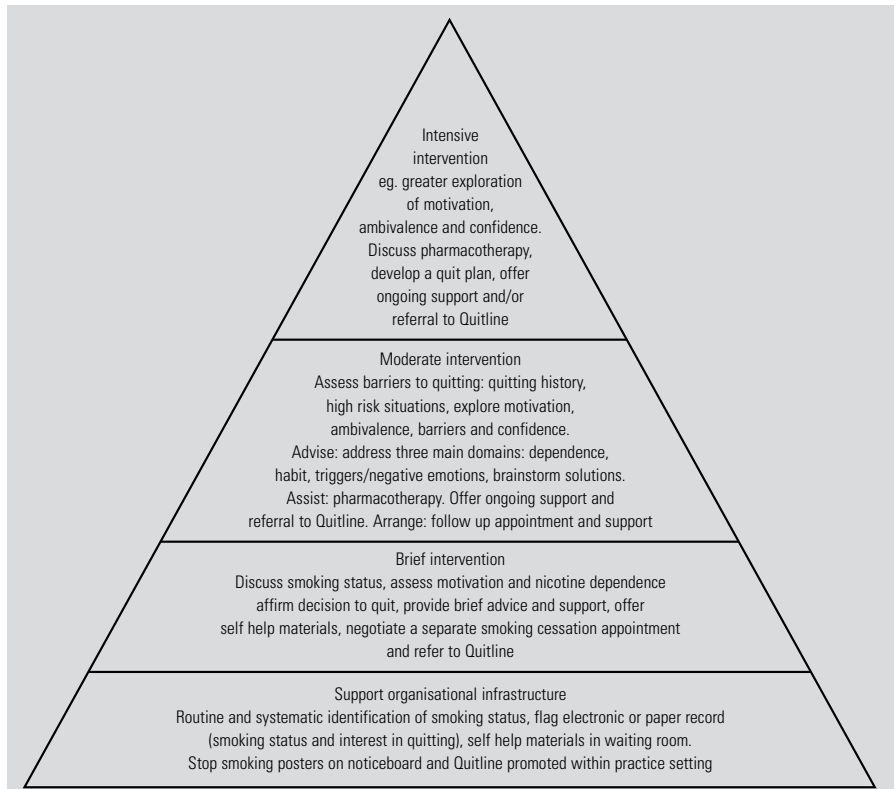 Intensive
intervention
eg. greater exploration
of motivation,
ambivalence and confidence.
Discuss pharmacotherapy,
develop a quit plan, offer
ongoing support and/or
referral to Quitline
Moderate intervention
Assess barriers to quitting: quitting history,
high risk situations, explore motivation,
ambivalence, barriers and confidence.
Advise: address three main domains: dependence,
habit, triggers/negative emotions, brainstorm solutions.
Assist: pharmacotherapy. Offer ongoing support and
referral to Quitline. Arrange: follow up appointment and support
Brief intervention
Discuss smoking status, assess motivation and nicotine dependence
affirm decision to quit, provide brief advice and support, offer
self help materials, negotiate a separate smoking cessation appointment
and refer to Quitline
Support organisational infrastructure
Routine and systematic identification of smoking status, flag electronic or paper record
(smoking status and interest in quitting), self help materials in waiting room.
Stop smoking posters on noticeboard and Quitline promoted within practice setting